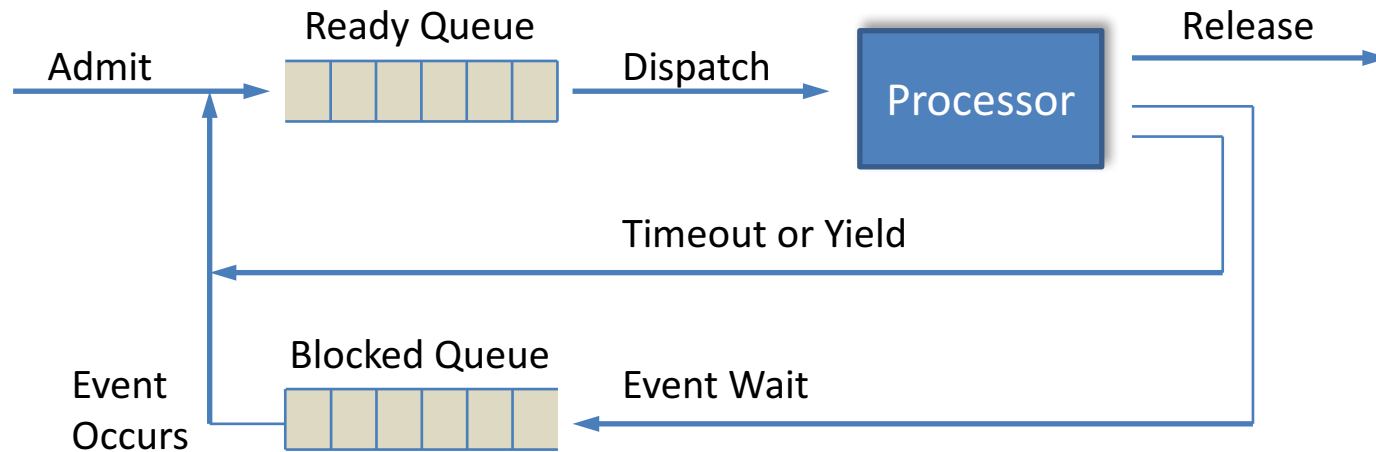 Ready Queue
Release
Admit
Dispatch
Processor
Timeout or Yield
Blocked Queue
Event
Occurs
Event Wait